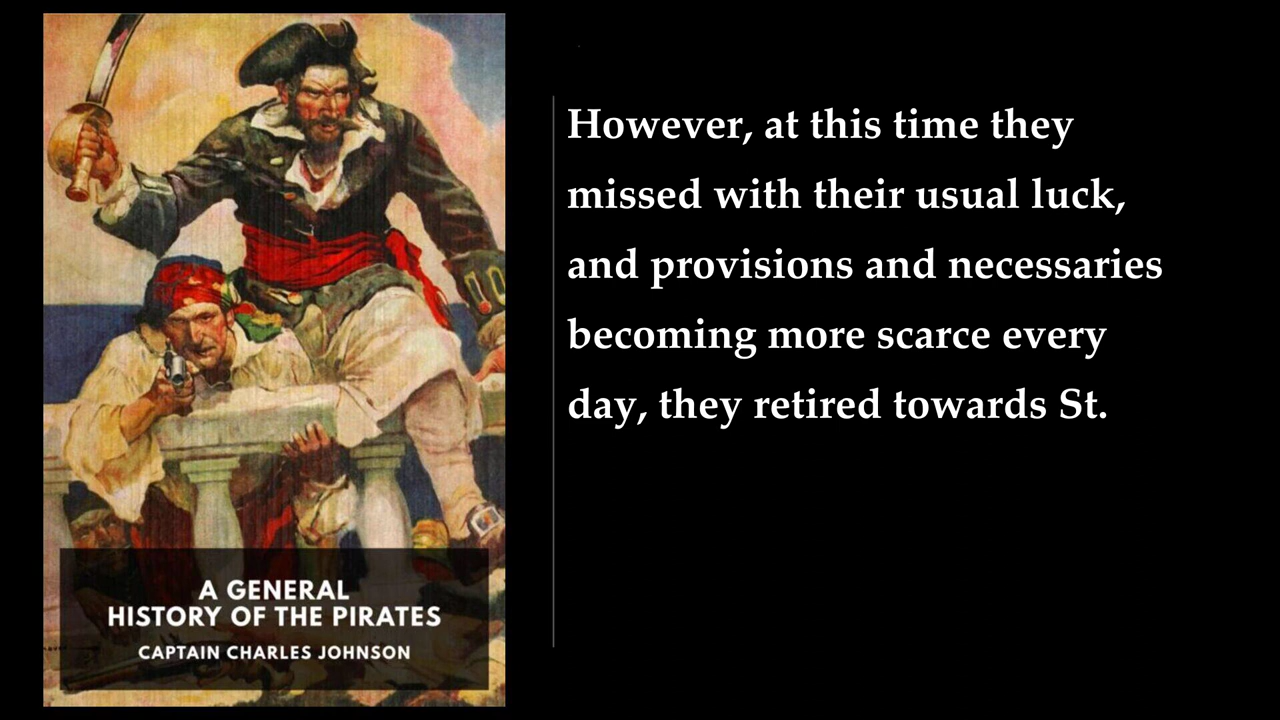 However, at this time they
missed with their usual luck,
and provisions and necessaries
becoming more scarce every
day, they retired towards St.
A GENERAL
HISTORY OF THE PIRATES
CAPTAIN CHARLES JOHNSON